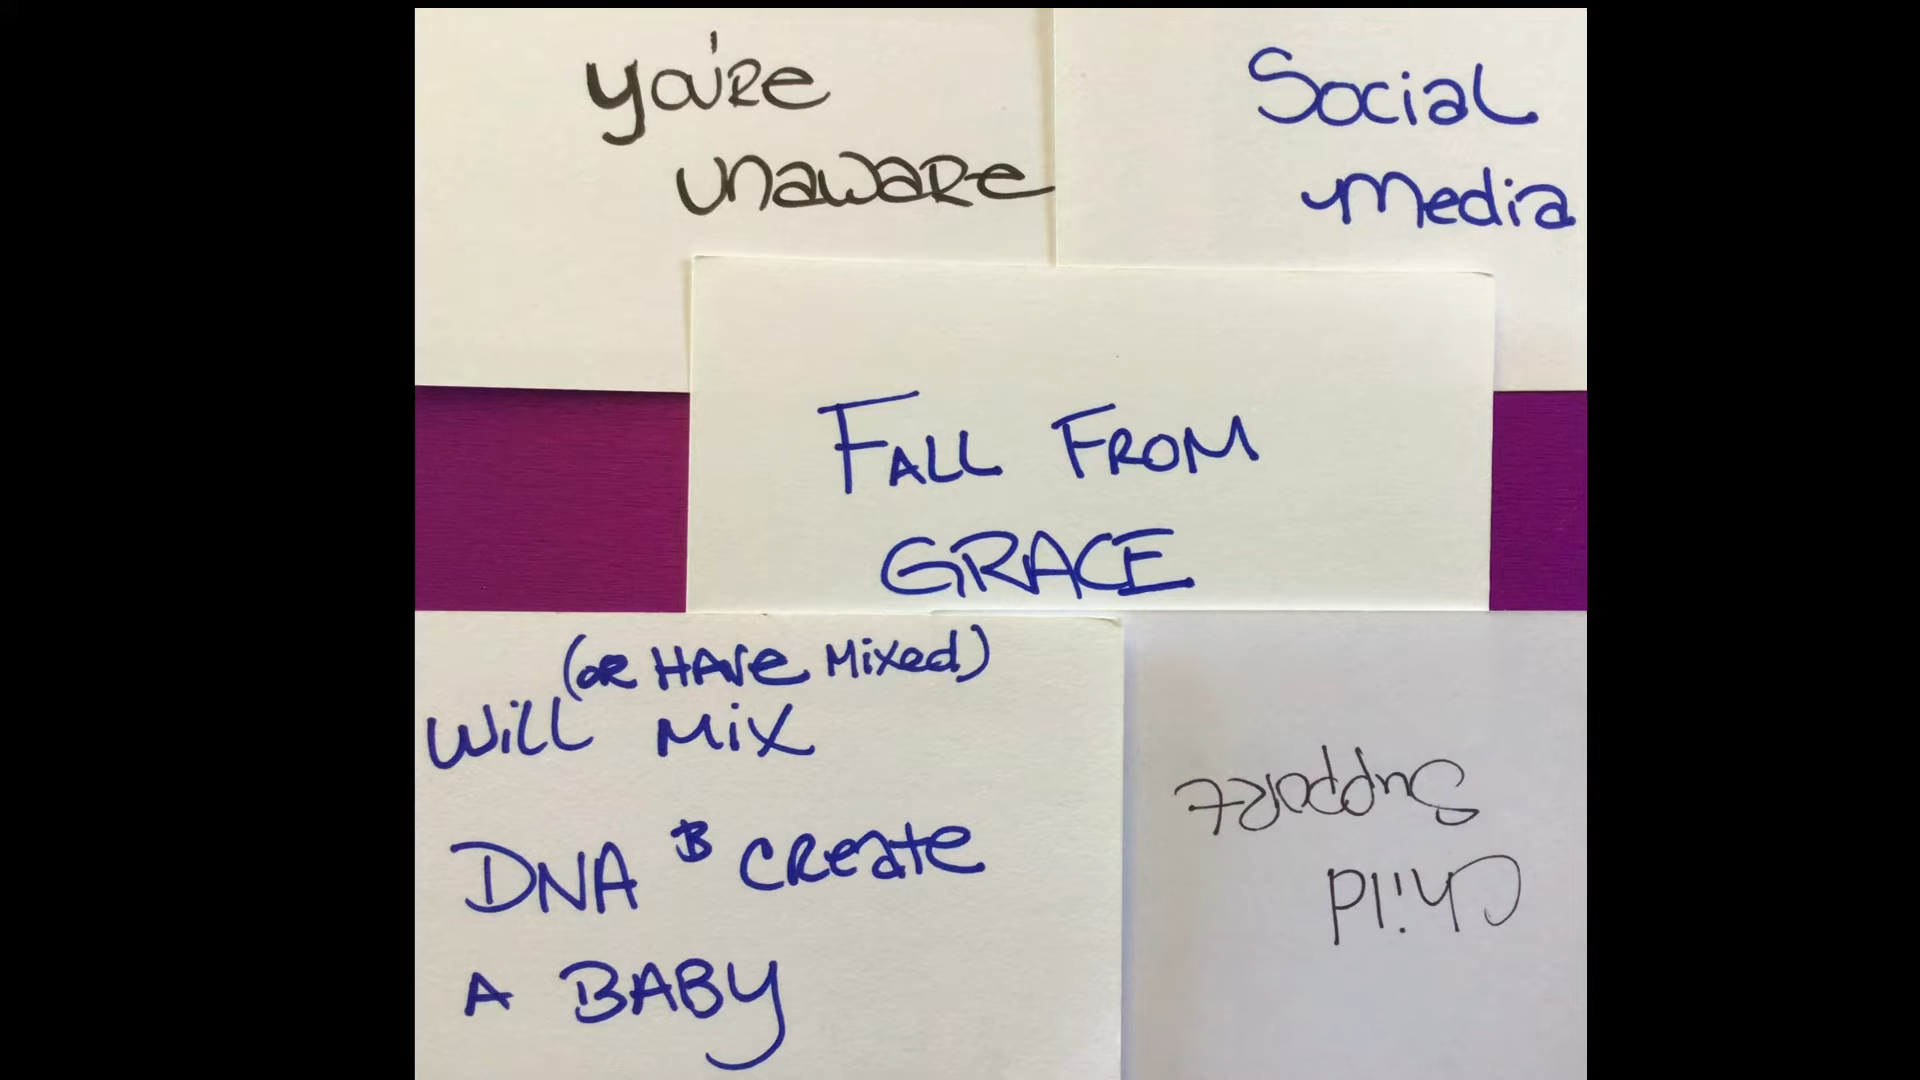 you're
unaware
Social
Media
FALL FROM
GRACE
(or HAVE Mixed)
Will Mix
DNA & create
A BABY
Child
Support